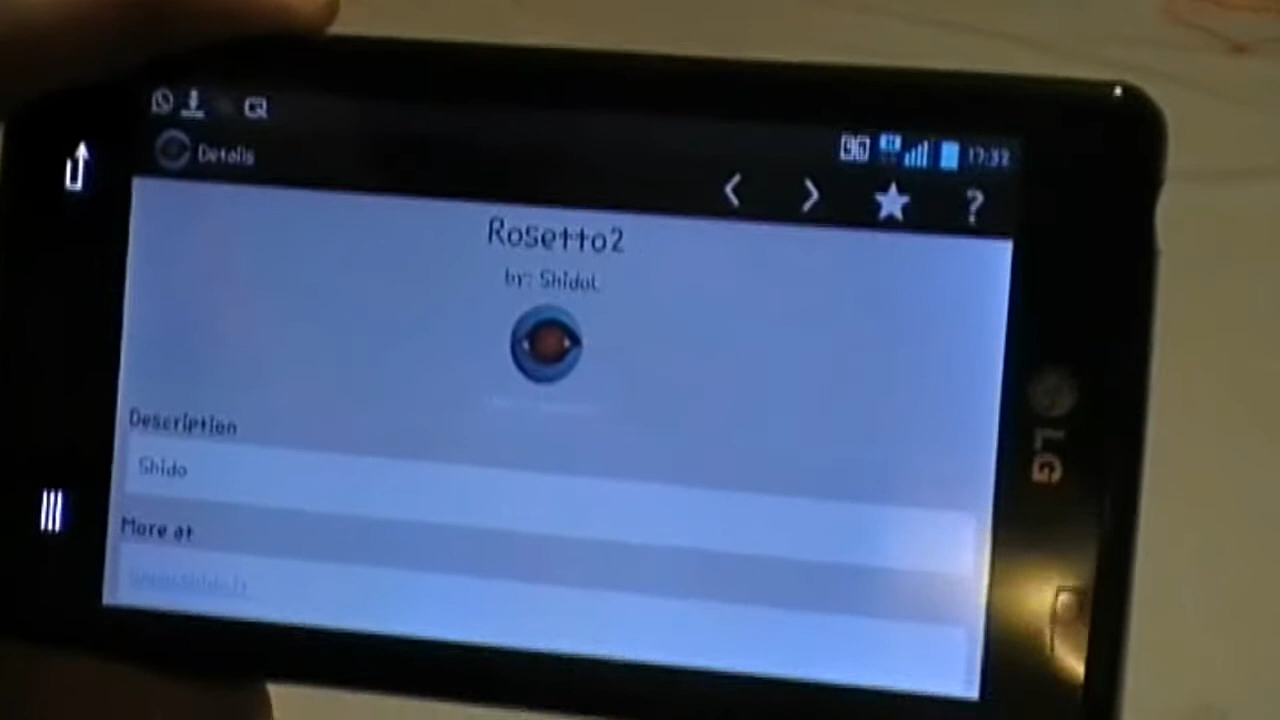 17:32
Details
?
Rosetto2
by: ShidoL
Description
Shido
More at
LG